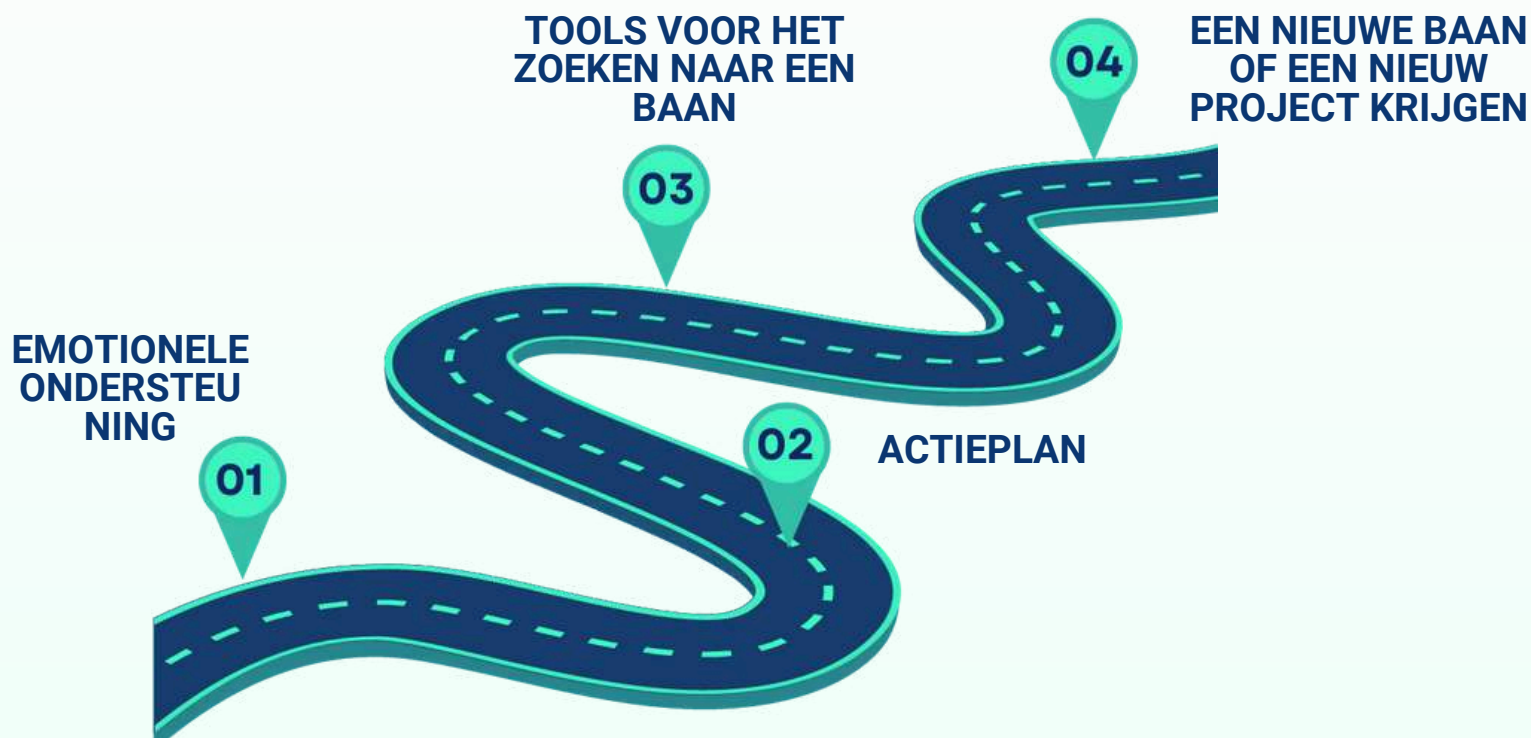 TOOLS VOOR HET
ZOEKEN NAAR EEN
BAAN
04
EEN NIEUWE BAAN
OF EEN NIEUW
PROJECT KRIJGEN
03
EMOTIONELE
ONDERSTEU
NING
01
02
ACTIEPLAN